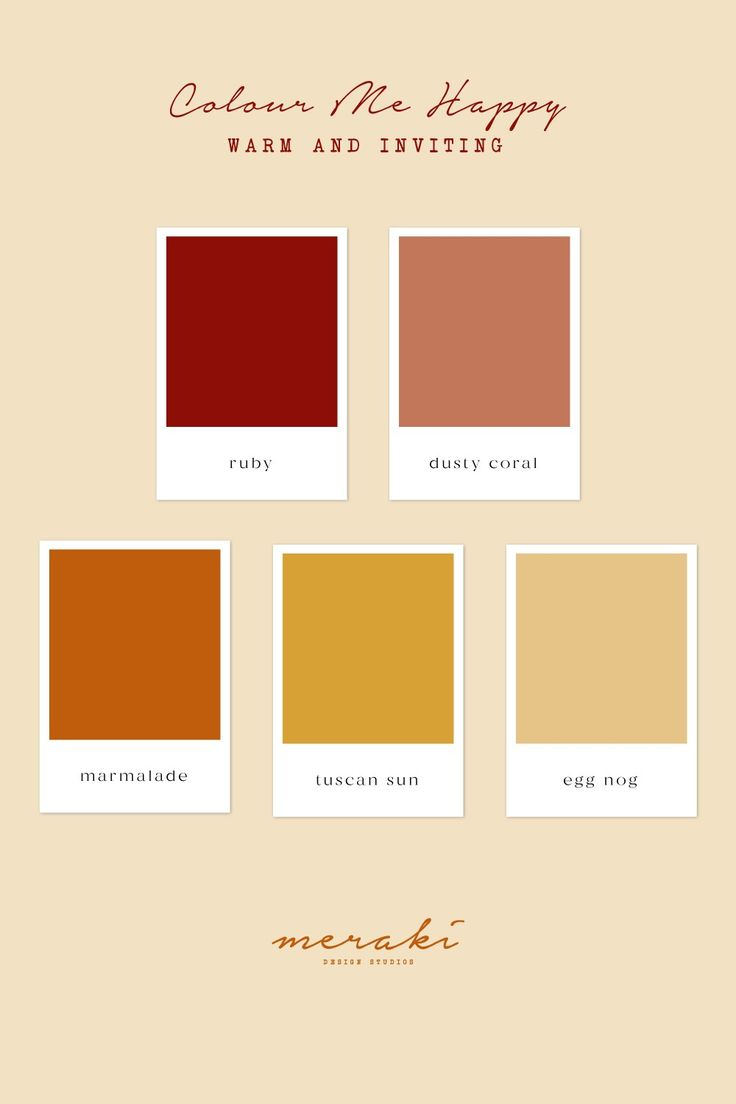 Colour Me Happy
WARM AND INVITING
ruby
dusty coral
marmalade
tuscan sun
egg nog
meraki
DESIGN STUDIOS